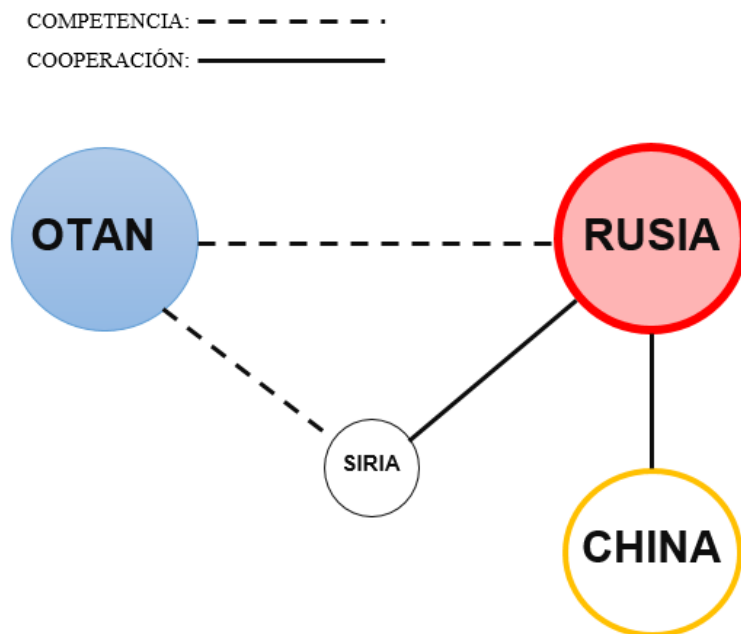 COMPETENCIA:
COOPERACIÓN:
OTAN
RUSIA
SIRIA
CHINA